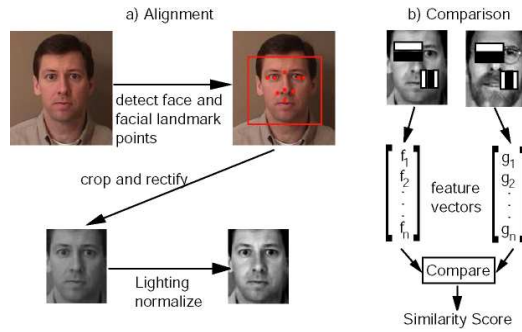 a) Alignment
detect face and
facial landmark
points
crop and rectify
Lighting
normalize
b) Comparison
f1
f2
.
.
fn
feature
vectors
g1
g2
.
.
gn
Compare
Similarity Score